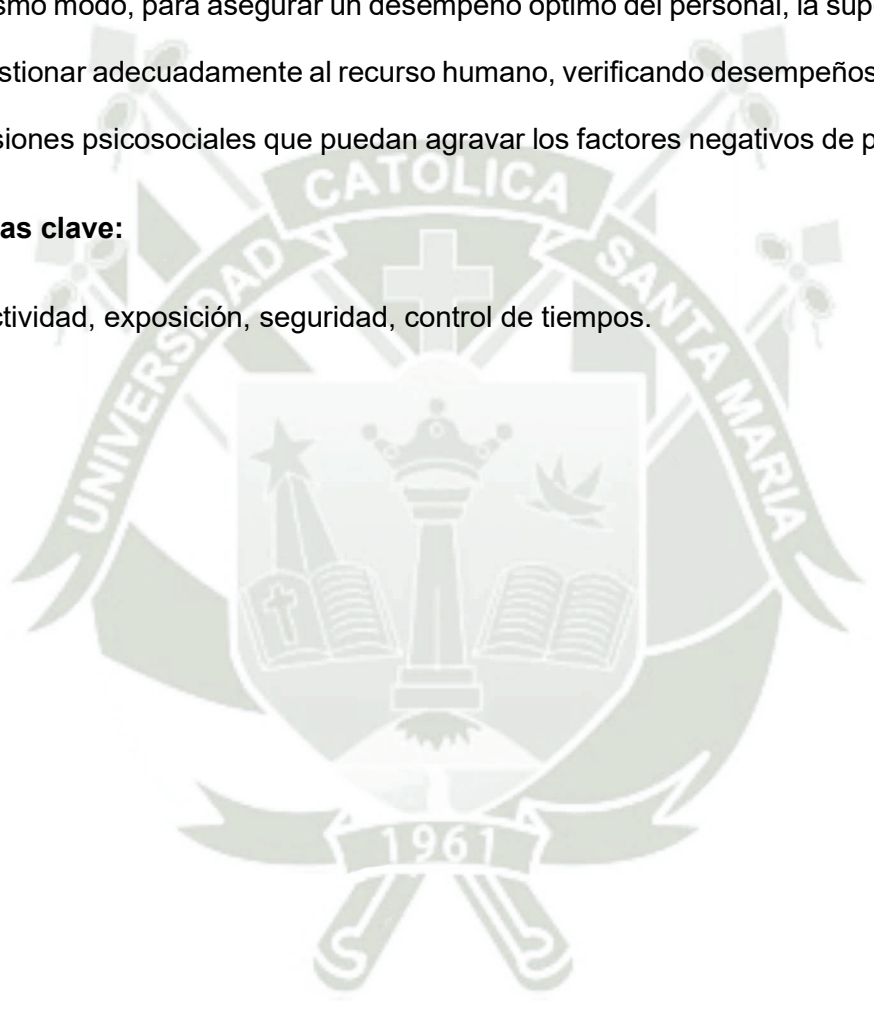 smo modo, para asegurar un desempeño óptimo del personal, la sup
stionar adecuadamente al recurso humano, verificando desempeños
siones psicosociales que puedan agravar los factores negativos de p
as clave:
ctividad, exposición, seguridad, control de tiempos.
UNIVERSIDAD CATOLICA SANTA MARIA
1961